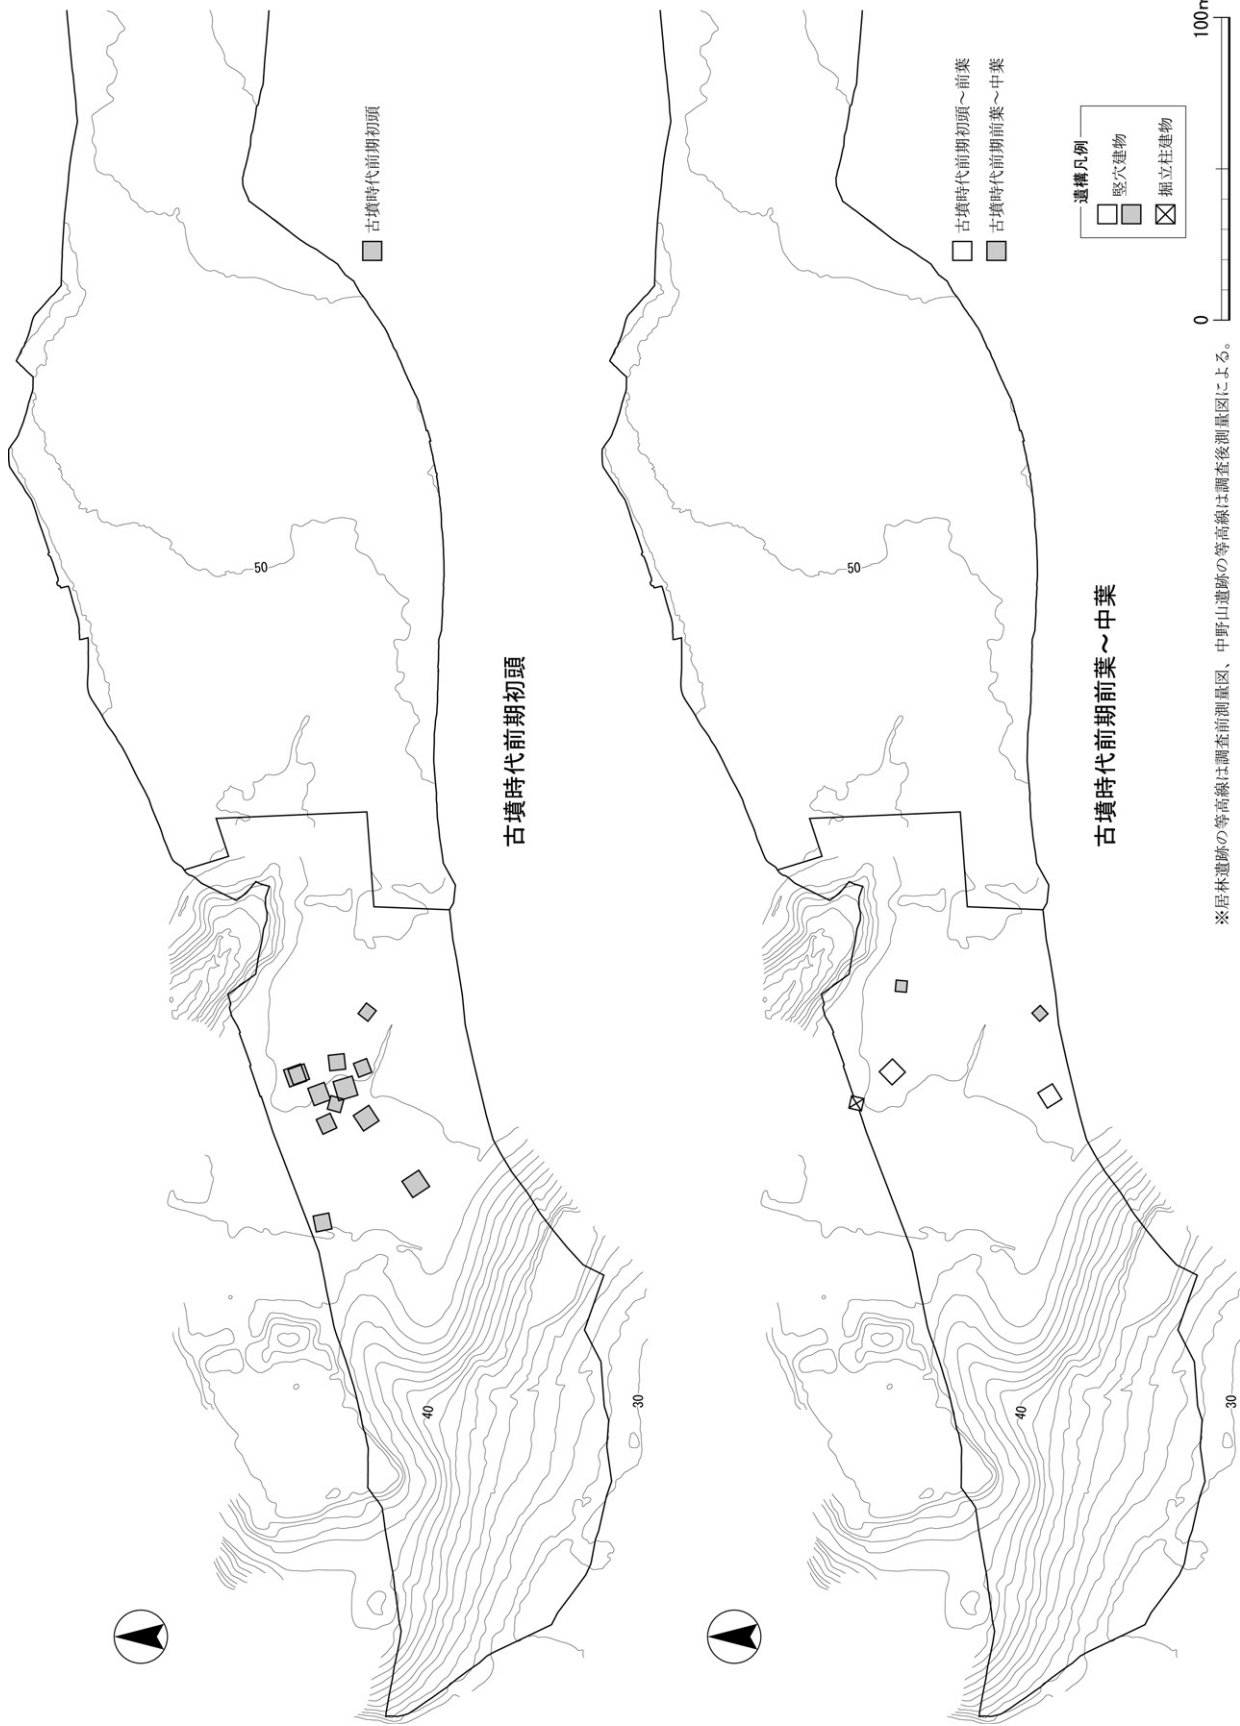 古墳時代前期初頭
50
40
30
古墳時代前期初頭
古墳時代前期初頭～前葉
古墳時代前期前葉～中葉
50
40
30
古墳時代前期前葉～中葉
遺構凡例
竪穴建物
掘立柱建物
0 100m
※居林遺跡の等高線は調査前測量図、中野山遺跡の等高線は調査後測量図による。